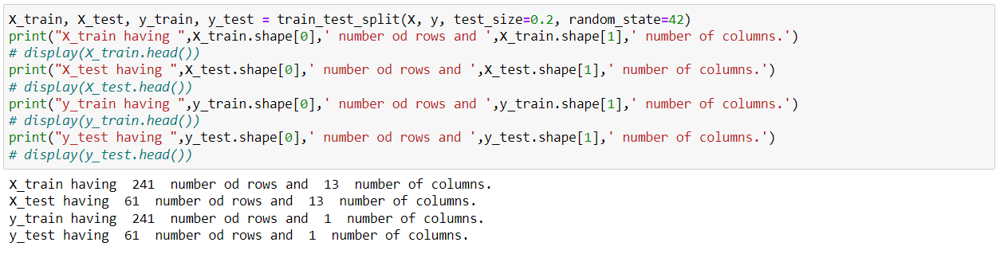 X_train, X_test, y_train, y_test = train_test_split(X, y, test_size=0.2, random_state=42)
print("X_train having ",X_train.shape[0],' number od rows and ',X_train.shape[1],' number of columns.')
# display(X_train.head())
print("X_test having ",X_test.shape[0],' number od rows and ',X_test.shape[1],' number of columns.')
# display(X_test.head())
print("y_train having ",y_train.shape[0],' number od rows and ',y_train.shape[1],' number of columns.')
# display(y_train.head())
print("y_test having ",y_test.shape[0],' number od rows and ',y_test.shape[1],' number of columns.')
# display(y_test.head())
X_train having  241  number od rows and  13  number of columns.
X_test having  61  number od rows and  13  number of columns.
y_train having  241  number od rows and  1  number of columns.
y_test having  61  number od rows and  1  number of columns.